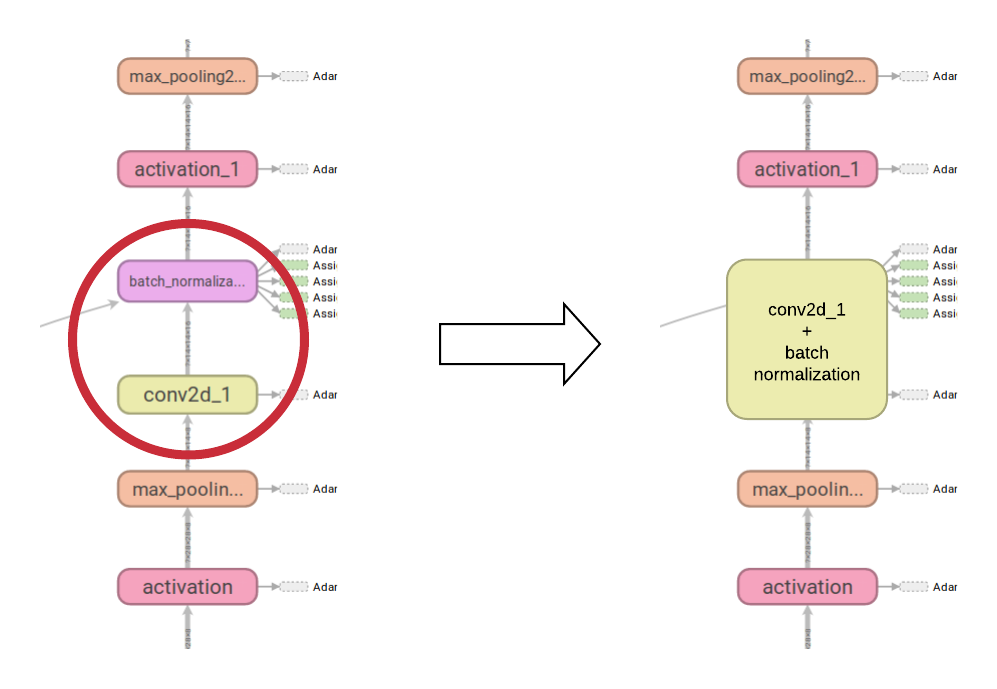 max_pooling2...
Adar
activation_1
Adar
Adar
Assi
batch_normaliza...
Assi
Assi
Assi
conv2d_1
Adar
max_poolin...
Adar
activation
Adar
max_pooling2...
Adar
activation_1
Adar
Adar
Assi
Assi
Assi
Assi
conv2d_1
+
batch
normalization
Adar
max_poolin...
Adar
activation
Adar